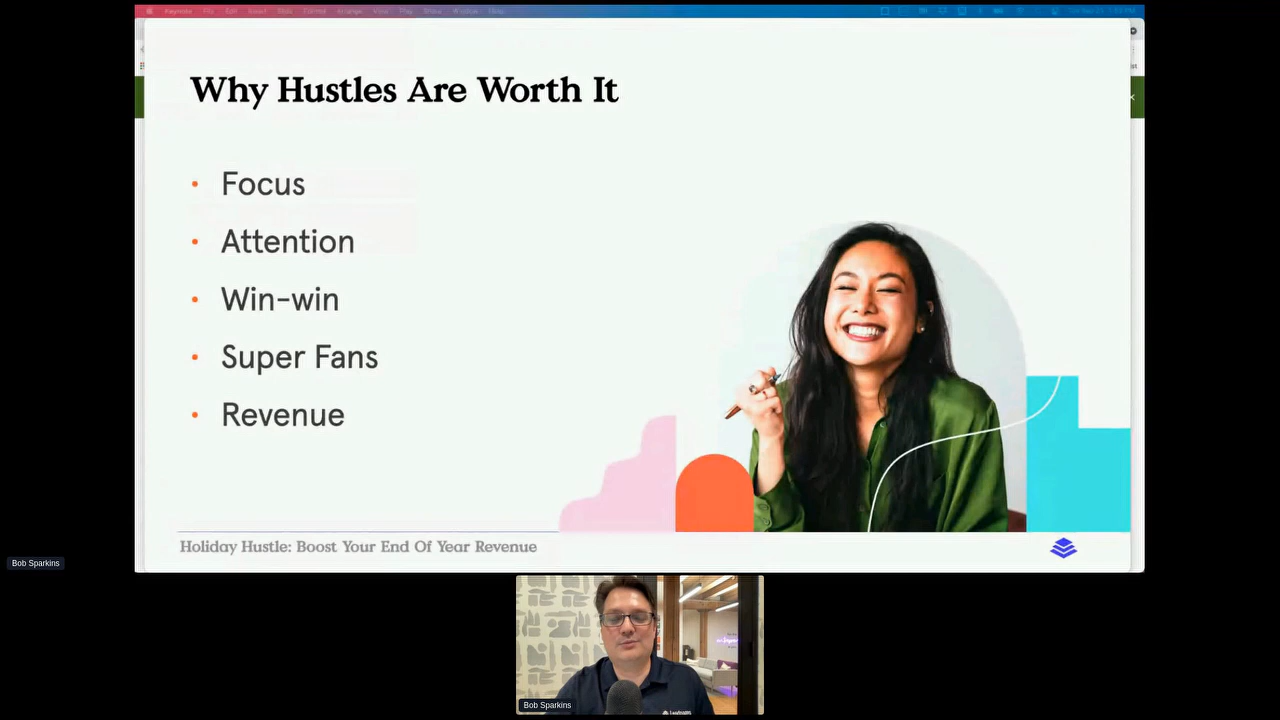 Why Hustles Are Worth It
• Focus
• Attention
• Win-win
• Super Fans
• Revenue
Holiday Hustle: Boost Your End Of Year Revenue
Bob Sparkins
Bob Sparkins